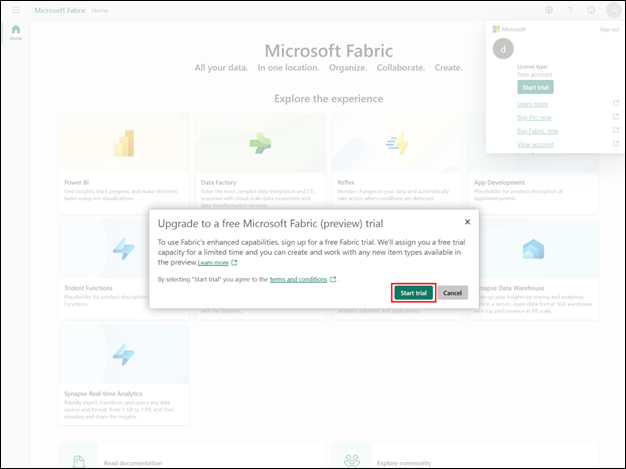 Microsoft Fabric Home
Microsoft
Sign out
d
License type
Free account
Start trial
Learn more
Buy Pro now
Buy Fabric now
View account
Microsoft Fabric
All your data. In one location. Organize. Collaborate. Create.
Explore the experience
Power BI
Find insights, track progress, and make decisions
faster using rich visualizations.
Data Factory
Solve the most complex data integration and ETL
scenarios with cloud-scale data movement and
data transformation services.
Reflex
Monitor changes in your data and automatically
take action when conditions are detected.
App Development
Placeholder for product description of
AppDevelopment
Upgrade to a free Microsoft Fabric (preview) trial
To use Fabric's enhanced capabilities, sign up for a free Fabric trial. We'll assign you a free trial
capacity for a limited time and you can create and work with any new item types available in
the preview. Learn more
By selecting "Start trial" you agree to the terms and conditions.
Start trial
Cancel
Trident Functions
Placeholder for product description
Functions
Synapse Data Warehouse
up your insights by storing and analyzing
in a secure, open-data format SQL warehouse
top performance at PB scale.
Synapse Real-time Analytics
Rapidly ingest, transform, and query any data
source and format, from 1 GB to 1 PB, and then
visualize and share the insights.
Read documentation
Explore community